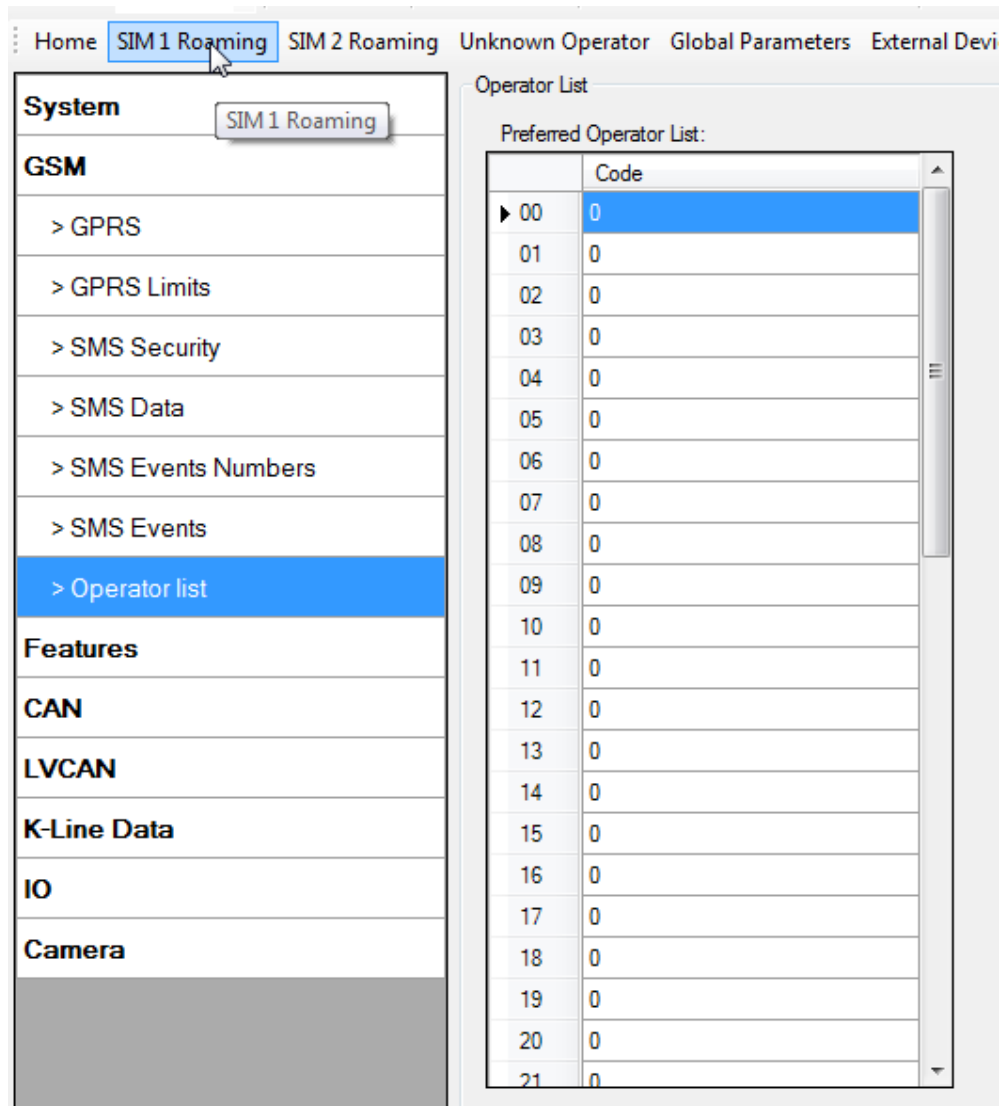 Home SIM 1 Roaming SIM 2 Roaming Unknown Operator Global Parameters External Devi
SIM 1 Roaming
System
GSM
> GPRS
> GPRS Limits
> SMS Security
> SMS Data
> SMS Events Numbers
> SMS Events
> Operator list
Features
CAN
LVCAN
K-Line Data
IO
Camera
Operator List
Preferred Operator List:
Code
00 0
01 0
02 0
03 0
04 0
05 0
06 0
07 0
08 0
09 0
10 0
11 0
12 0
13 0
14 0
15 0
16 0
17 0
18 0
19 0
20 0
21 0